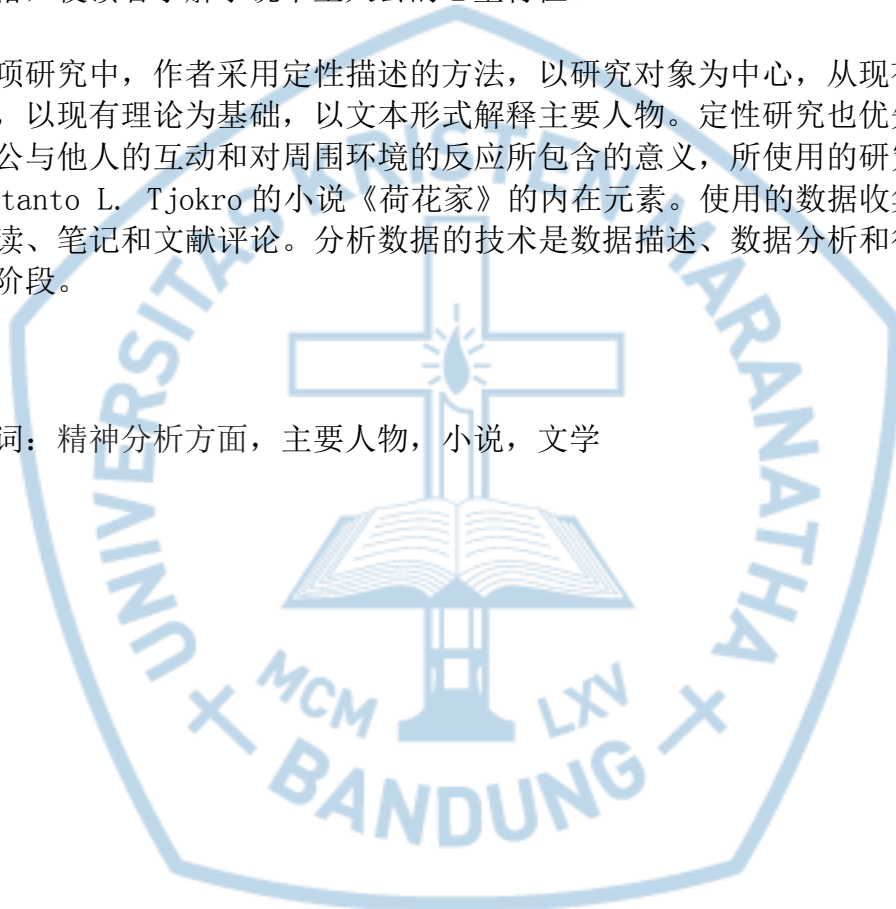 项研究中，作者采用定性描述的方法，以研究对象为中心，从现
，以现有理论为基础，以文本形式解释主要人物。定性研究也优
公与他人的互动和对周围环境的反应所包含的意义，所使用的研
tanto L. Tjokro 的小说《荷花家》的内在元素。使用的数据收
读、笔记和文献评论。分析数据的技术是数据描述、数据分析和
阶段。
词：精神分析方面，主要人物，小说，文学
UNIVERSITAS KRISTEN MARANATHA
MCM LXV
BANDUNG